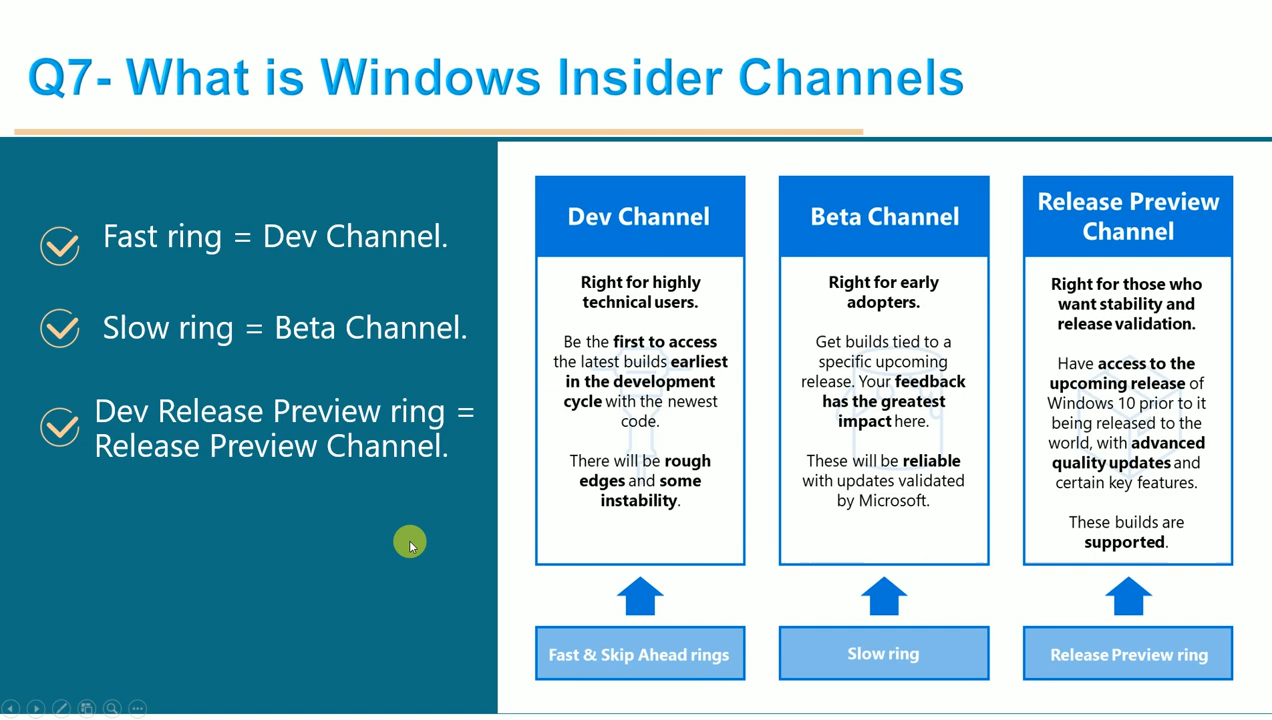 Q7- What is Windows Insider Channels
Fast ring = Dev Channel.
Slow ring = Beta Channel.
Dev Release Preview ring =
Release Preview Channel.
Dev Channel
Right for highly
technical users.
Be the first to access
the latest builds earliest
in the development
cycle with the newest
code.
There will be rough
edges and some
instability.
Fast & Skip Ahead rings
Beta Channel
Right for early
adopters.
Get builds tied to a
specific upcoming
release. Your feedback
has the greatest
impact here.
These will be reliable
with updates validated
by Microsoft.
Slow ring
Release Preview
Channel
Right for those who
want stability and
release validation.
Have access to the
upcoming release of
Windows 10 prior to it
being released to the
world, with advanced
quality updates and
certain key features.
These builds are
supported.
Release Preview ring